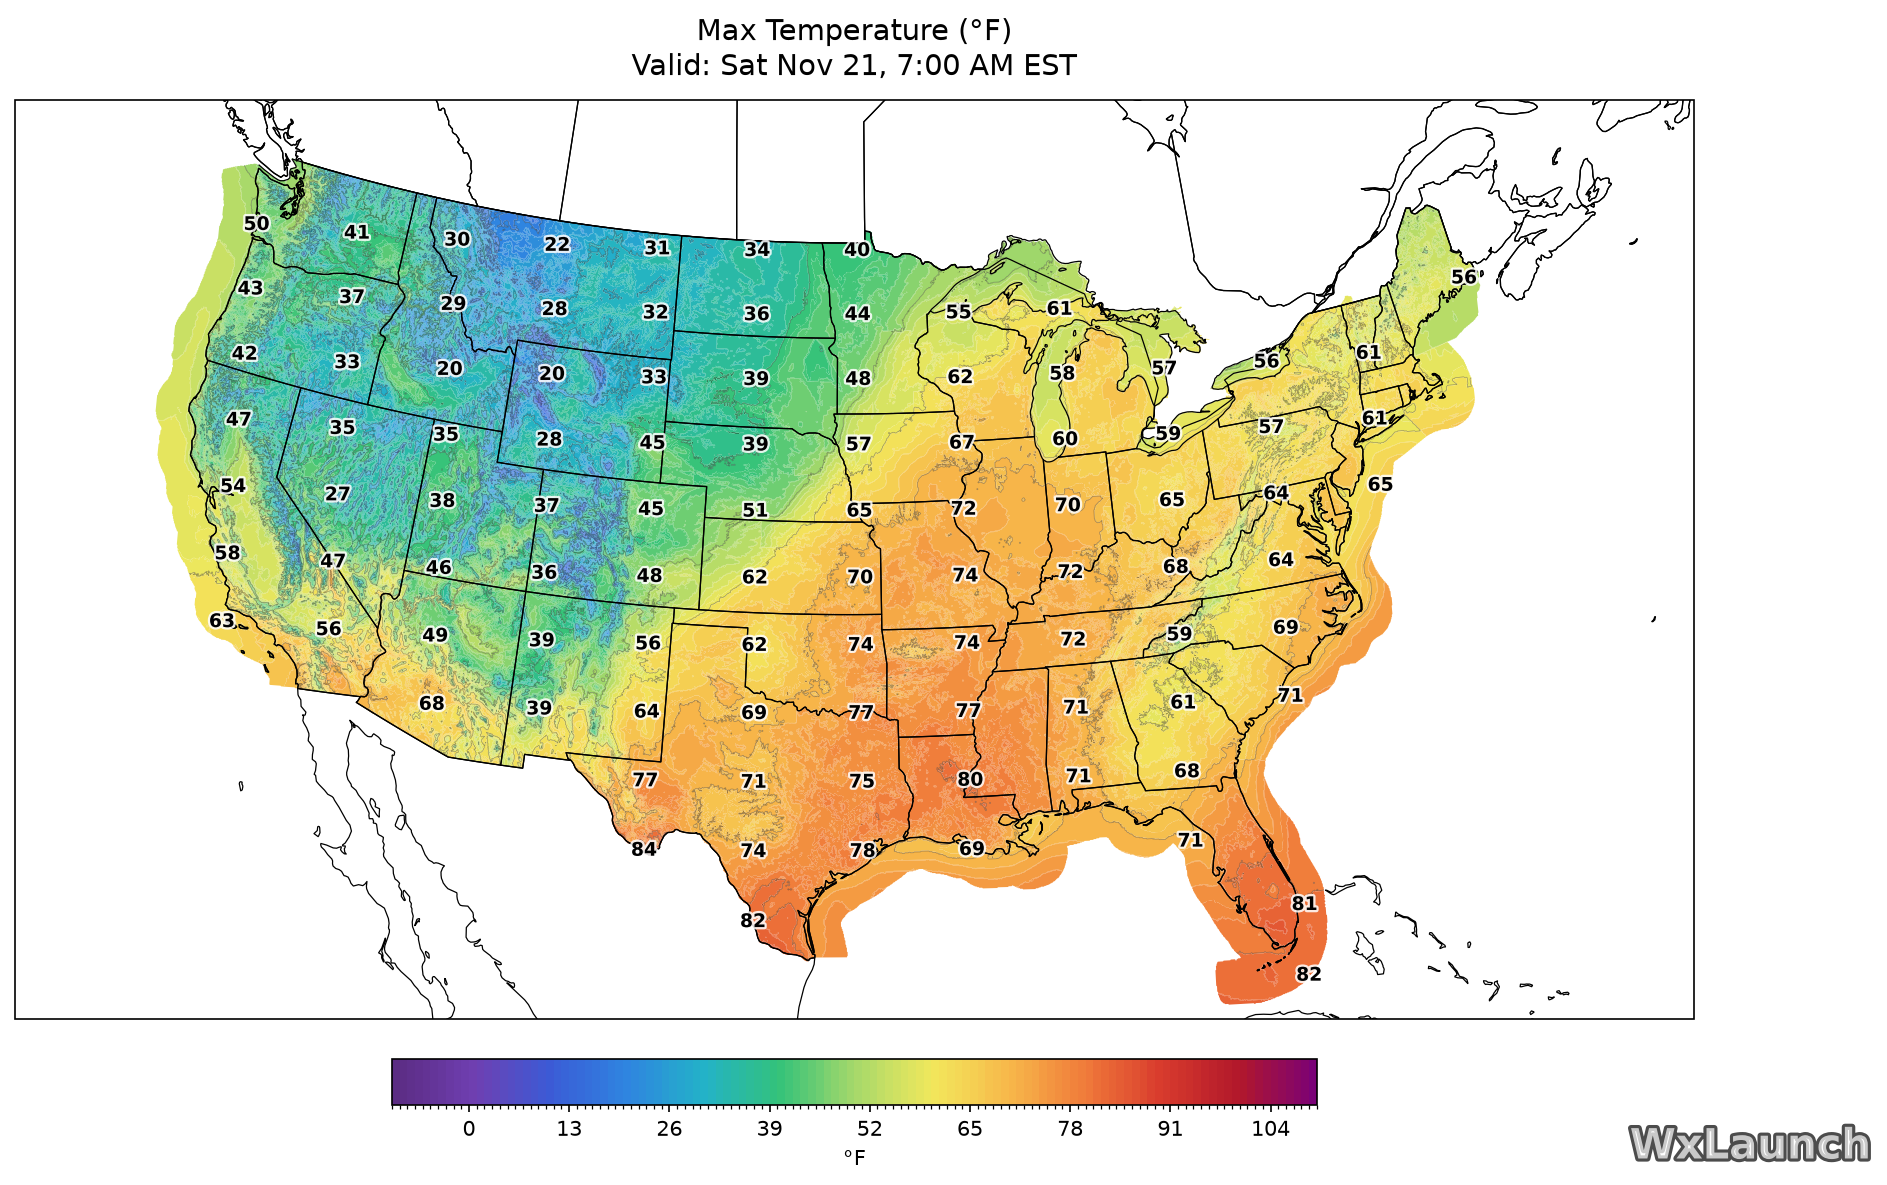 Max Temperature (°F)
Valid: Sat Nov 21, 7:00 AM EST
50 41 30 22 31 34 40 56
43 37 29 28 32 36 44 55 61
42 33 20 20 33 39 48 62 58 57 56 61
47 35 35 28 45 39 57 67 60 59 57 61
54 27 38 37 45 51 65 72 70 65 64 65
58 47 46 36 48 62 70 74 72 68 64
63 56 49 39 56 62 74 74 72 59 69
68 39 64 69 77 77 71 61 71
77 71 75 80 71 68
84 74 78 69 71
82 81
82
0 13 26 39 52 65 78 91 104
°F
WxLaunch